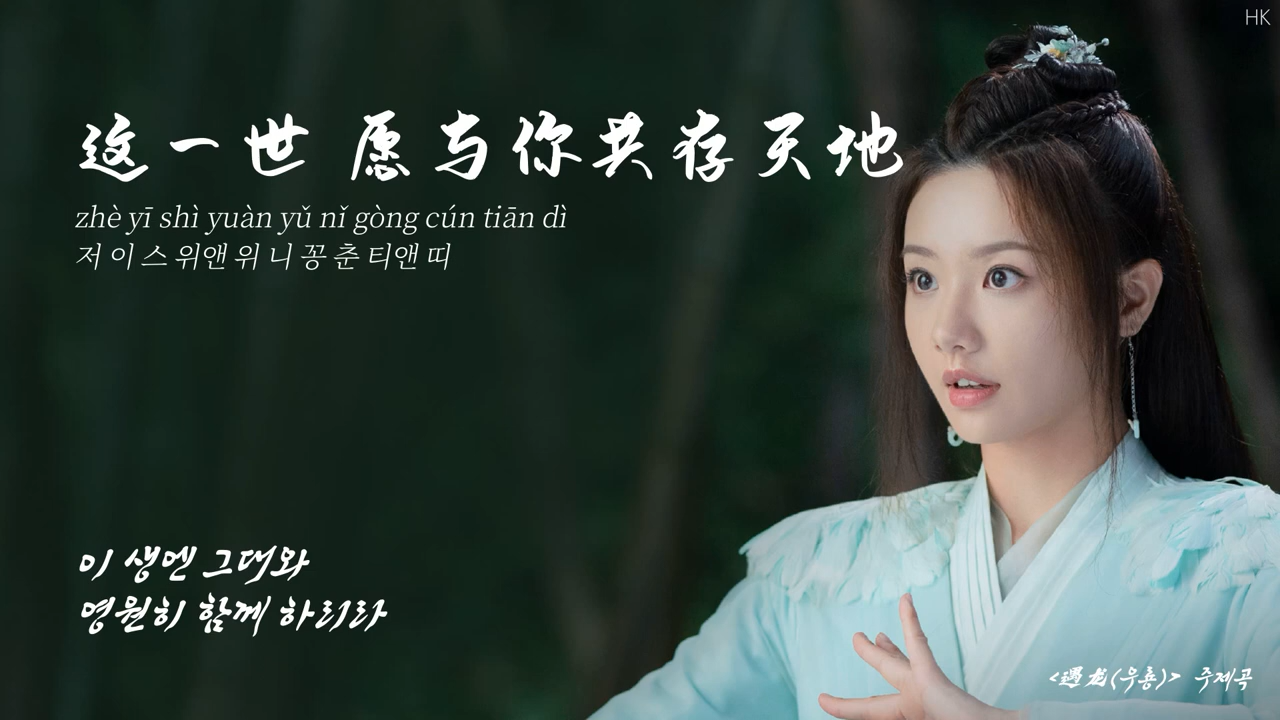 HK
这一世 愿与你共存天地
zhè yī shì yuàn yǔ nǐ gòng cún tiān dì
저 이 스 위앤 위 니 꽁 춘 티앤 띠
이 생엔 그대와
영원히 함께 하리라
<遇龙(우룡)> 주제곡